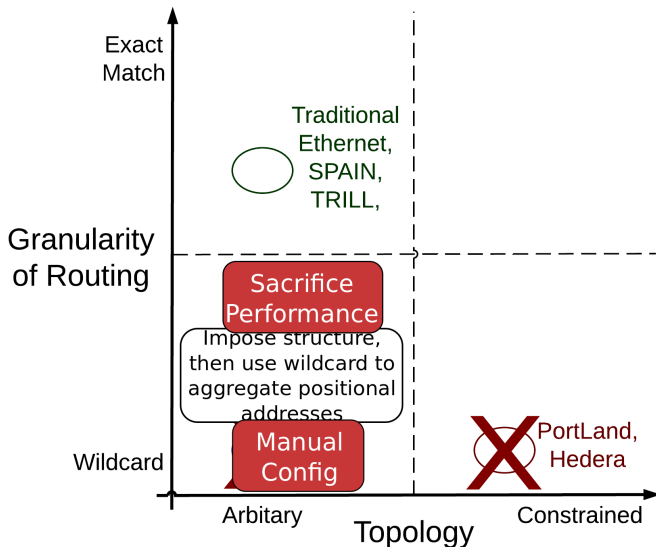 Exact
Match
Traditional
Ethernet,
SPAIN,
TRILL,
Granularity
of Routing
Sacrifice
Performance
Impose structure,
then use wildcard to
aggregate positional
addresses
Manual
Config
PortLand,
Hedera
Wildcard
Arbitary
Constrained
Topology